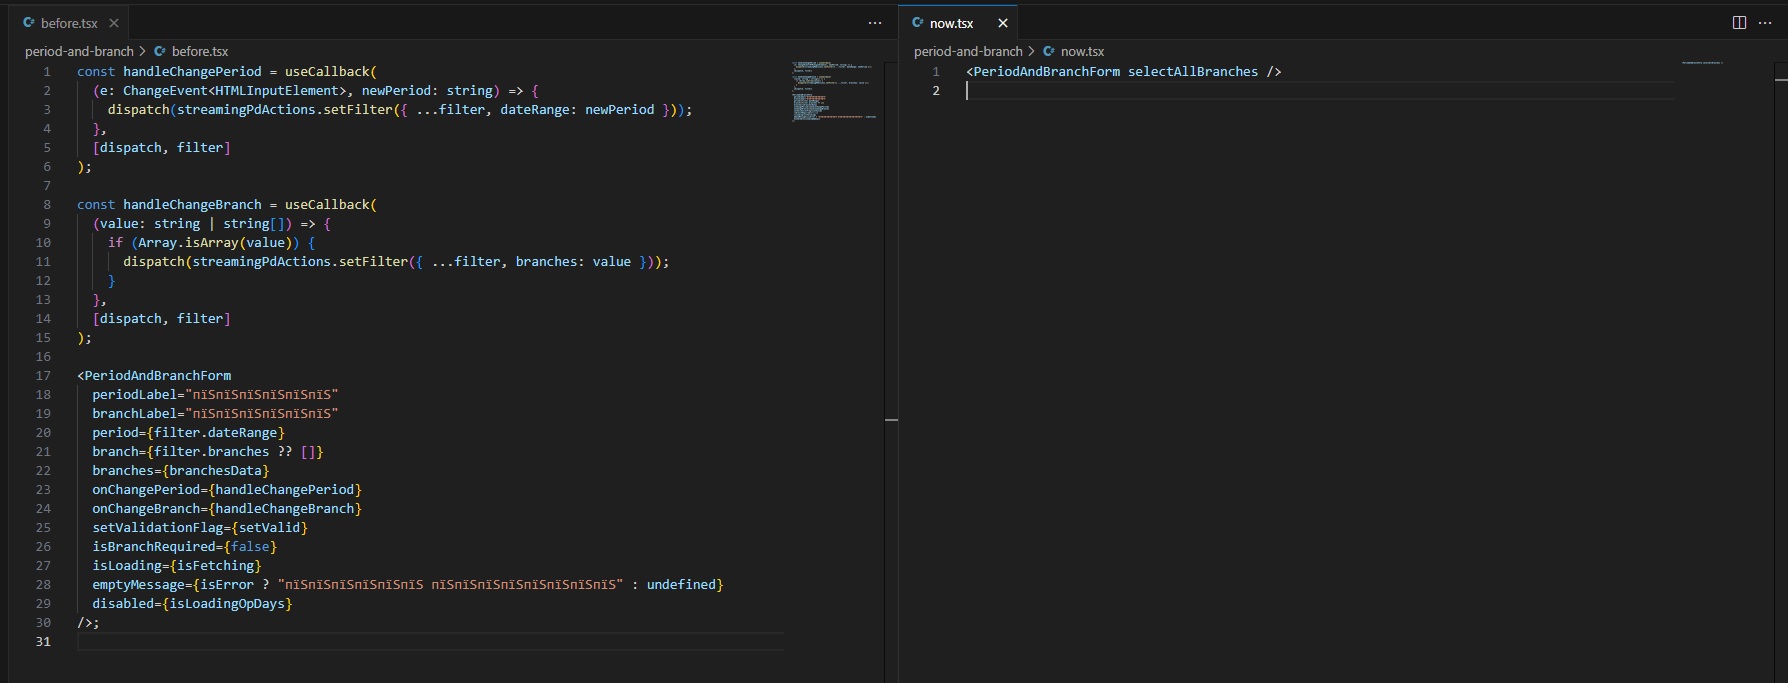 before.tsx
period-and-branch > before.tsx
1 const handleChangePeriod = useCallback(
2 (e: ChangeEvent<HTMLInputElement>, newPeriod: string) => {
3 dispatch(streamingPdActions.setFilter({ ...filter, dateRange: newPeriod }));
4 },
5 [dispatch, filter]
6 );
7
8 const handleChangeBranch = useCallback(
9 (value: string | string[]) => {
10 if (Array.isArray(value)) {
11 dispatch(streamingPdActions.setFilter({ ...filter, branches: value }));
12 }
13 },
14 [dispatch, filter]
15 );
16
17 <PeriodAndBranchForm
18 periodLabel="пїЅпїЅпїЅпїЅпїЅпїЅ"
19 branchLabel="пїЅпїЅпїЅпїЅпїЅпїЅ"
20 period={filter.dateRange}
21 branch={filter.branches ?? []}
22 branches={branchesData}
23 onChangePeriod={handleChangePeriod}
24 onChangeBranch={handleChangeBranch}
25 setValidationFlag={setValid}
26 isBranchRequired={false}
27 isLoading={isFetching}
28 emptyMessage={isError ? "пїЅпїЅпїЅпїЅпїЅпїЅ пїЅпїЅпїЅпїЅпїЅпїЅпїЅпїЅ" : undefined}
29 disabled={isLoadingOpDays}
30 />;
31
now.tsx
period-and-branch > now.tsx
1 <PeriodAndBranchForm selectAllBranches />
2